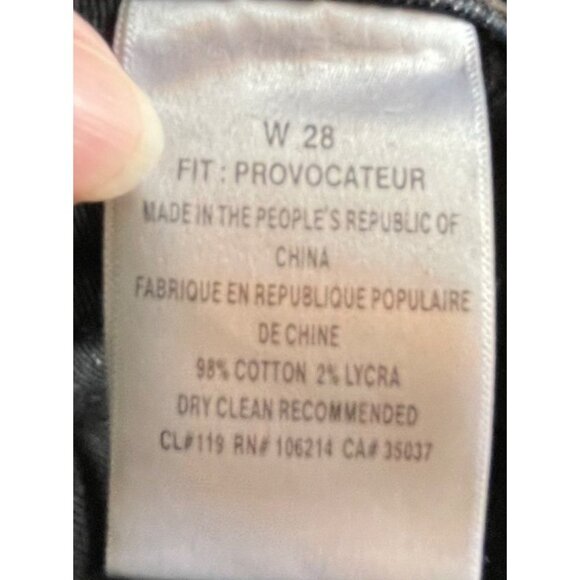 W 28
FIT : PROVOCATEUR
MADE IN THE PEOPLE'S REPUBLIC OF
CHINA
FABRIQUE EN REPUBLIQUE POPULAIRE
DE CHINE
98% COTTON 2% LYCRA
DRY CLEAN RECOMMENDED
CL# 119 RN# 106214 CA# 35037